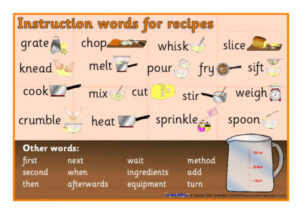 Instruction words for recipes
grate chop whisk slice
knead melt pour fry sift
cook mix cut stir weigh
crumble heat sprinkle spoon
Other words:
first next wait method
second when ingredients add
then afterwards equipment turn